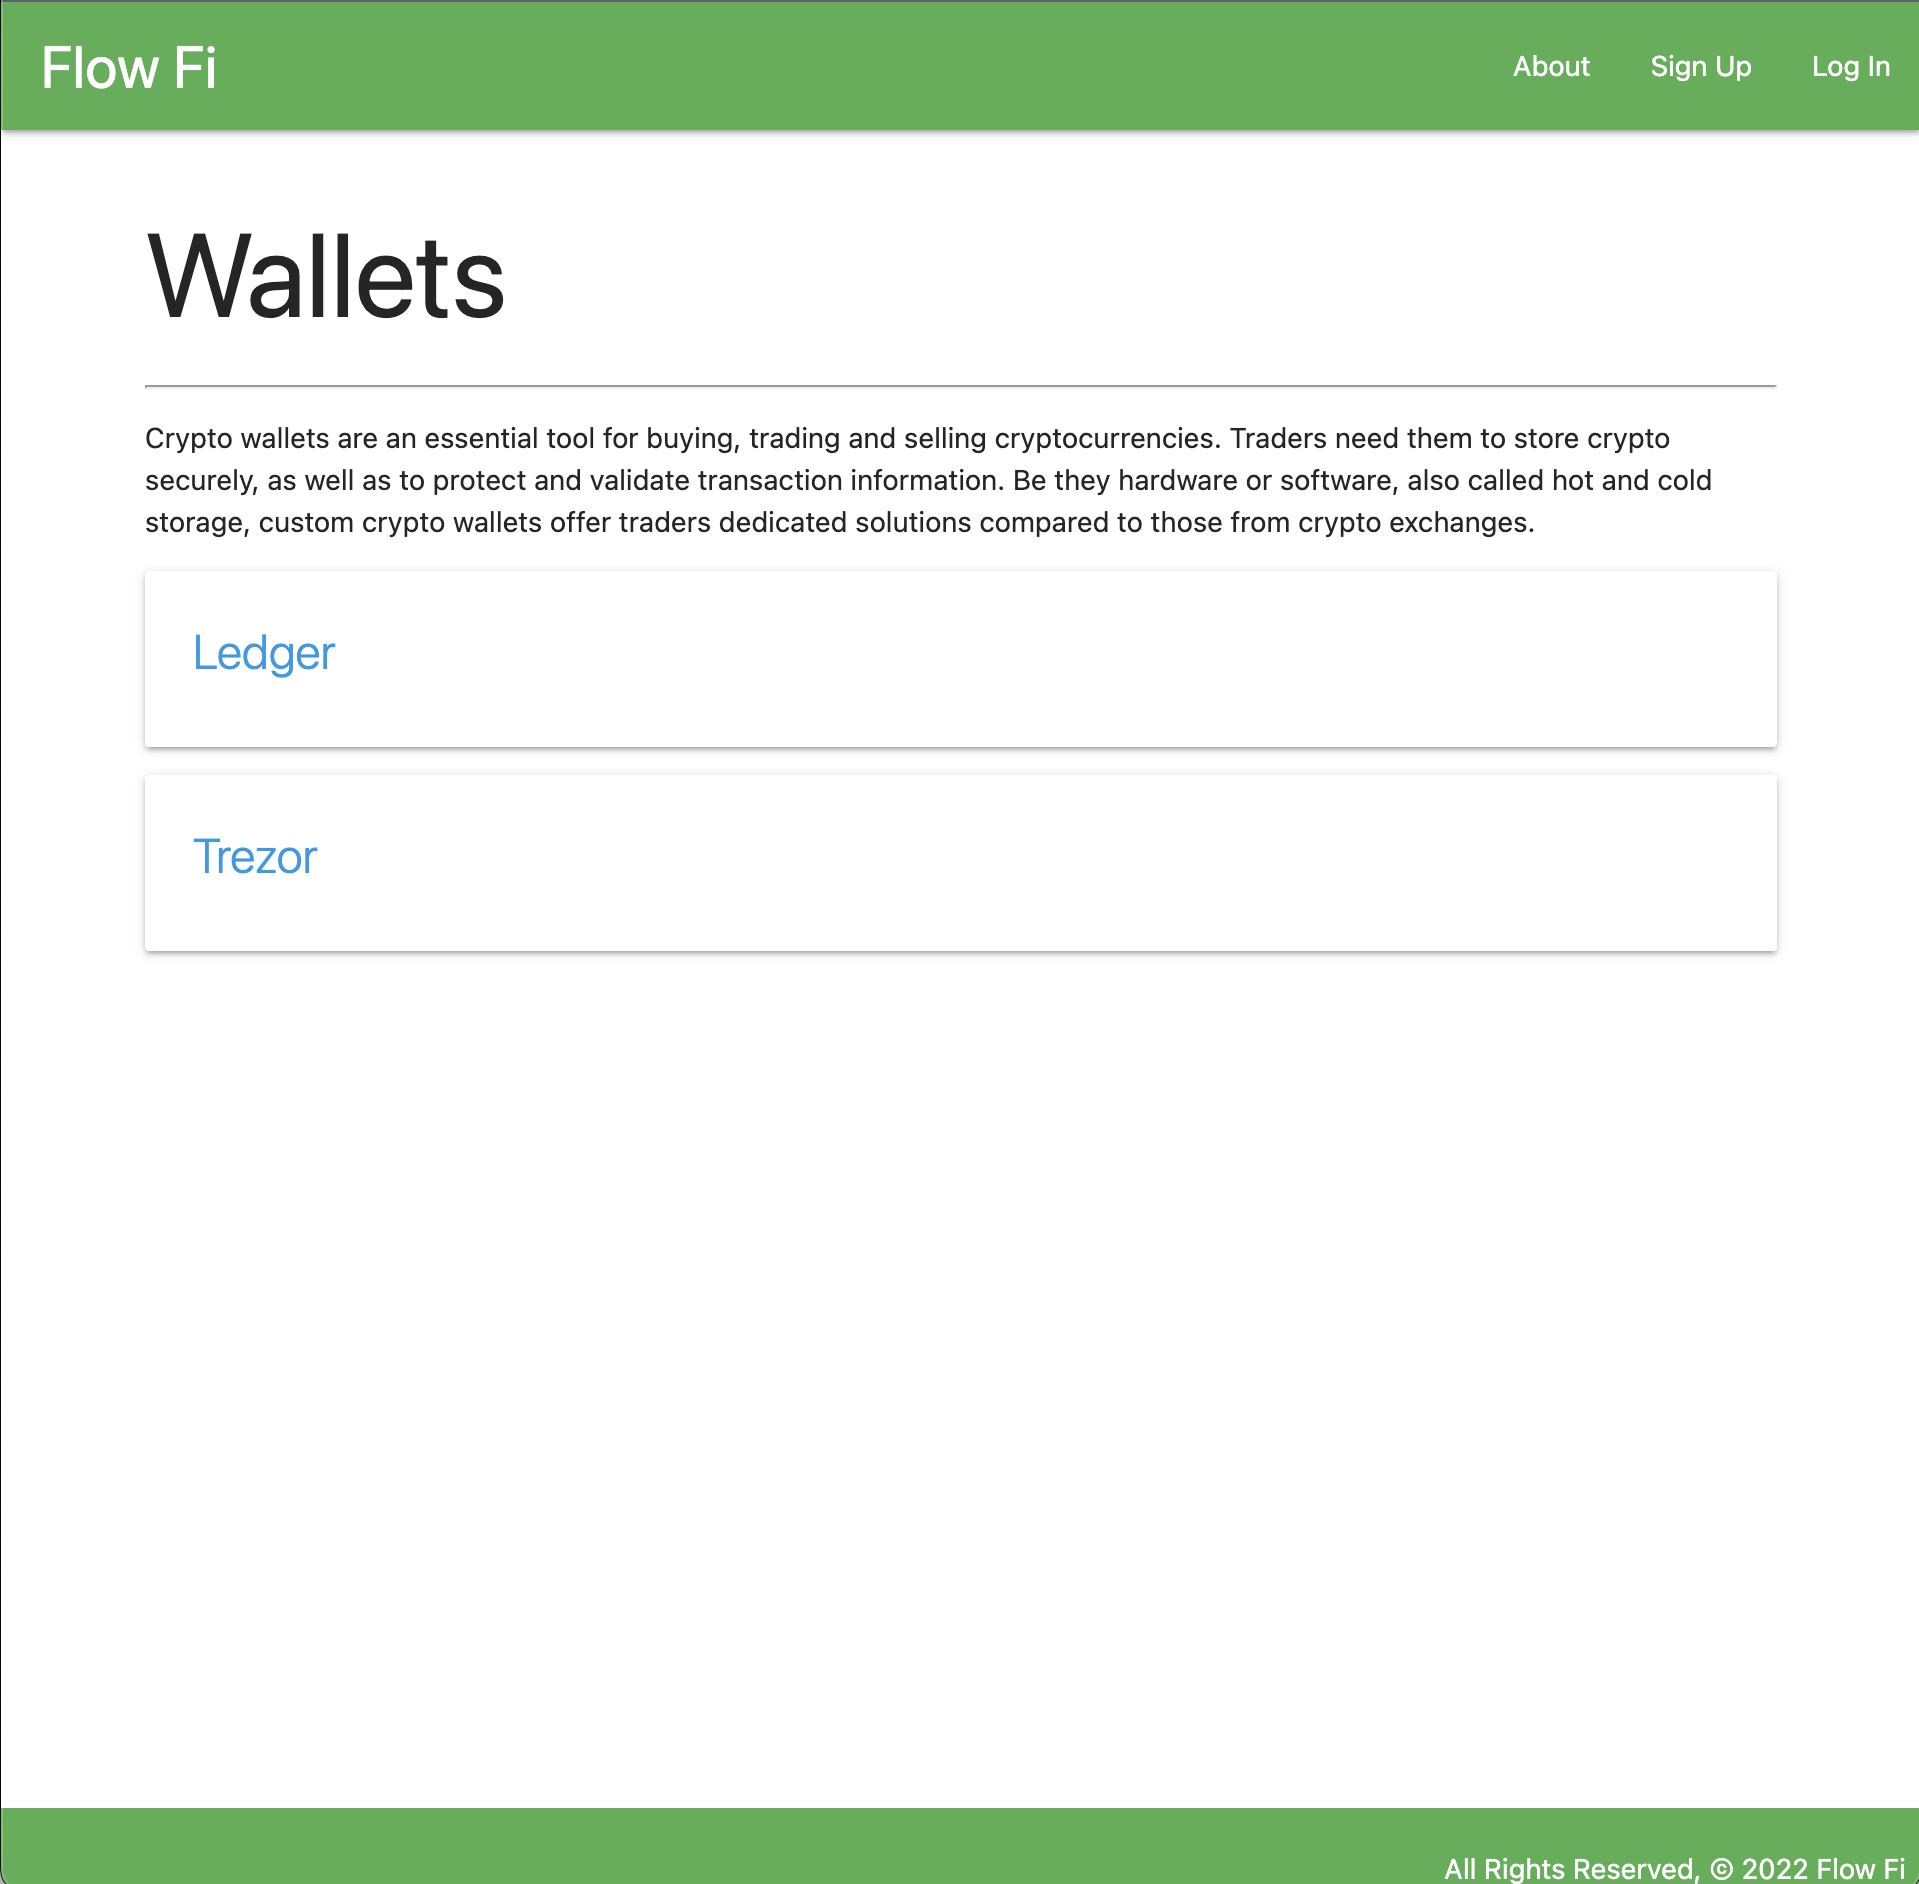 Flow Fi
About
Sign Up
Log In
Wallets
Crypto wallets are an essential tool for buying, trading and selling cryptocurrencies. Traders need them to store crypto
securely, as well as to protect and validate transaction information. Be they hardware or software, also called hot and cold
storage, custom crypto wallets offer traders dedicated solutions compared to those from crypto exchanges.
Ledger
Trezor
All Rights Reserved, © 2022 Flow Fi